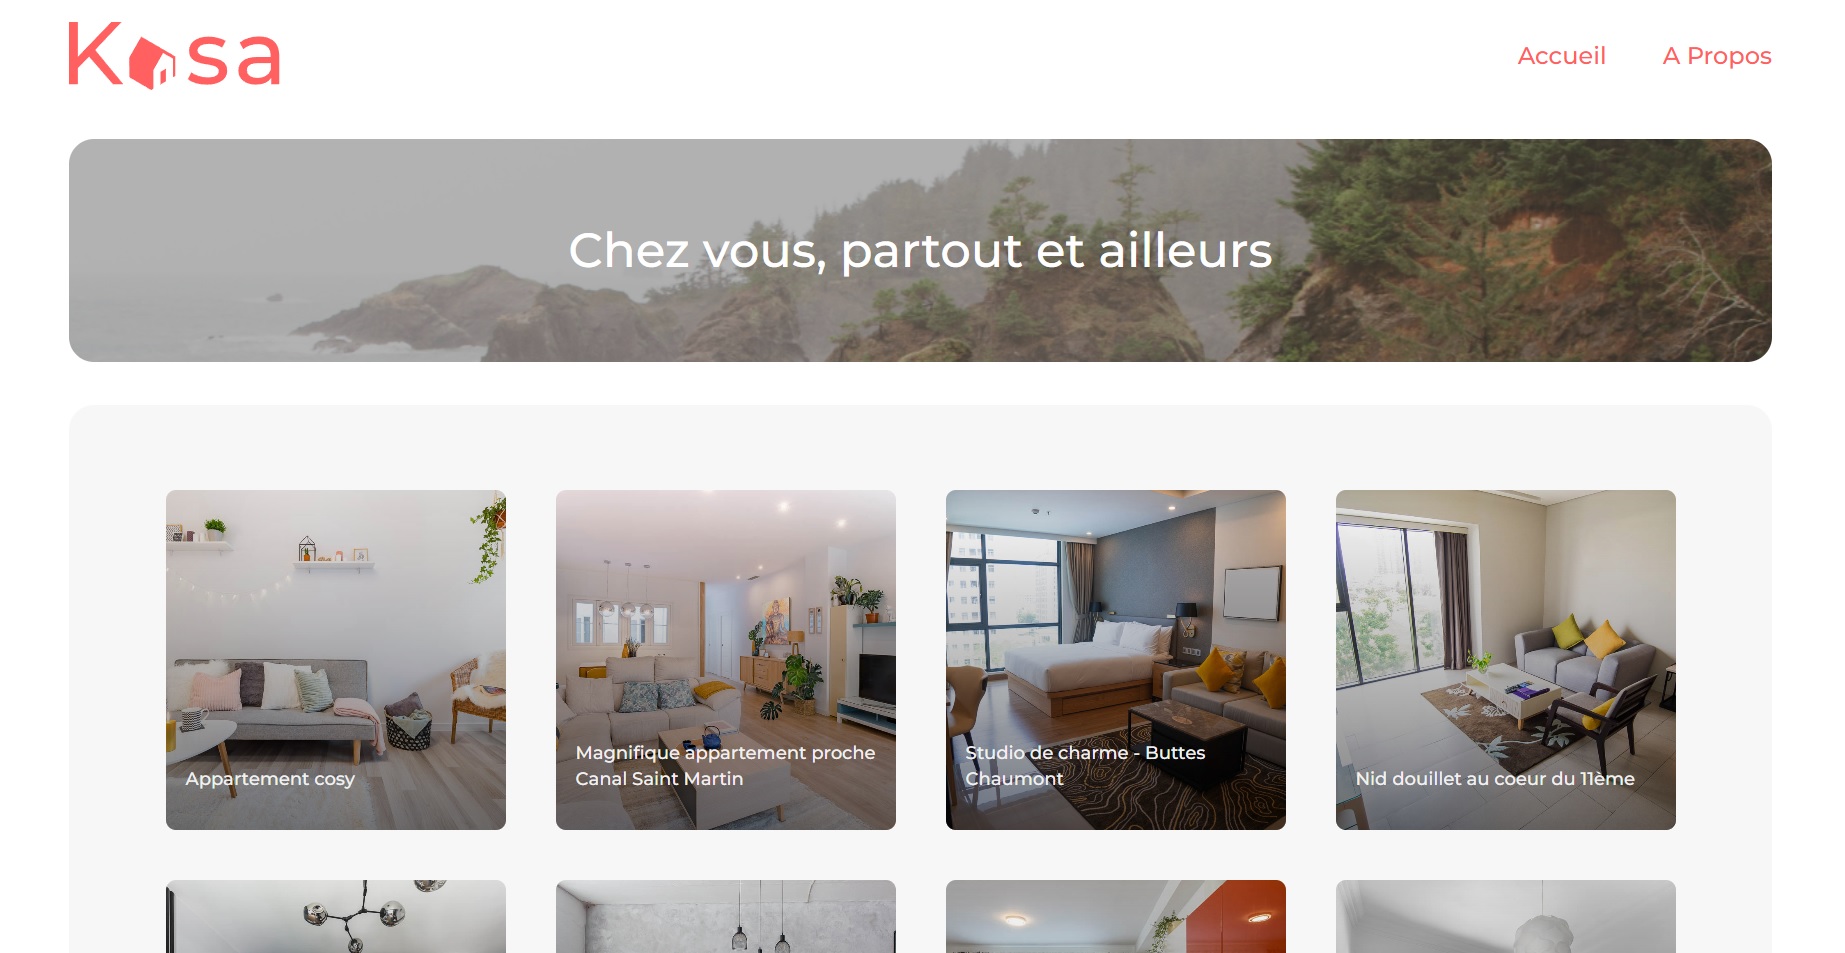 Kasa
Accueil
A Propos
Chez vous, partout et ailleurs
Appartement cosy
Magnifique appartement proche
Canal Saint Martin
Studio de charme - Buttes
Chaumont
Nid douillet au coeur du 11ème